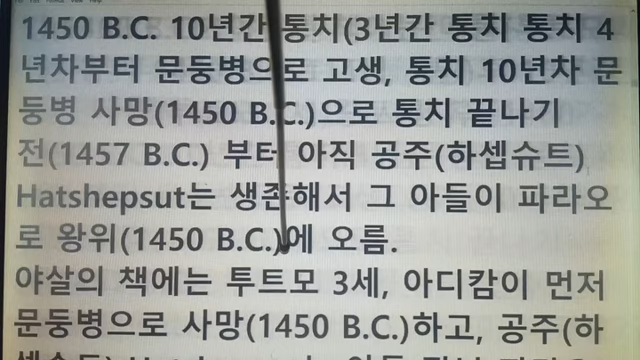 1450 B.C. 10년간 통치(3년간 통치 통치 4
년차부터 문둥병으로 고생, 통치 10년차 문
둥병 사망(1450 B.C.)으로 통치 끝나기
전(1457 B.C.) 부터 아직 공주(하셉슈트)
Hatshepsut는 생존해서 그 아들이 파라오
로 왕위(1450 B.C.)에 오름.
야살의 책에는 투트모 3세, 아디캄이 먼저
문둥병으로 사망(1450 B.C.)하고, 공주(하